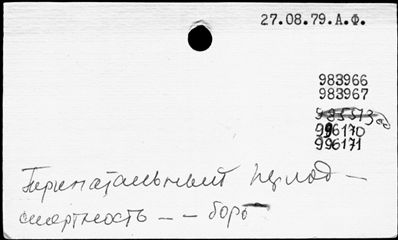 27.08.79.А.Ф.
983966
983967
996170
996171
Перинатальный период –
смертность – – борь